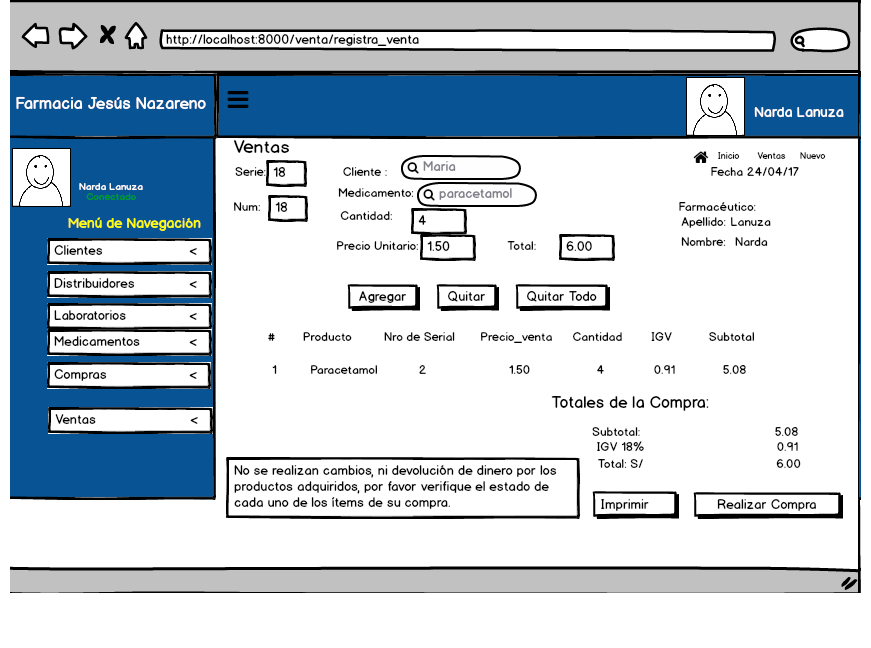 http://localhost:8000/venta/registra_venta
Farmacia Jesús Nazareno
Narda Lanuza
Narda Lanuza
Conectado
Menú de Navegación
Clientes <
Distribuidores <
Laboratorios <
Medicamentos <
Compras <
Ventas <
Ventas
Inicio Ventas Nuevo
Fecha 24/04/17
Serie: 18
Cliente : Maria
Medicamento: paracetamol
Num: 18
Cantidad: 4
Farmacéutico:
Apellido: Lanuza
Nombre: Narda
Precio Unitario: 1.50 Total: 6.00
Agregar Quitar Quitar Todo
# Producto Nro de Serial Precio_venta Cantidad IGV Subtotal
1 Paracetamol 2 1.50 4 0.91 5.08
Totales de la Compra:
Subtotal: 5.08
IGV 18% 0.91
Total: S/ 6.00
No se realizan cambios, ni devolución de dinero por los
productos adquiridos, por favor verifique el estado de
cada uno de los ítems de su compra.
Imprimir Realizar Compra